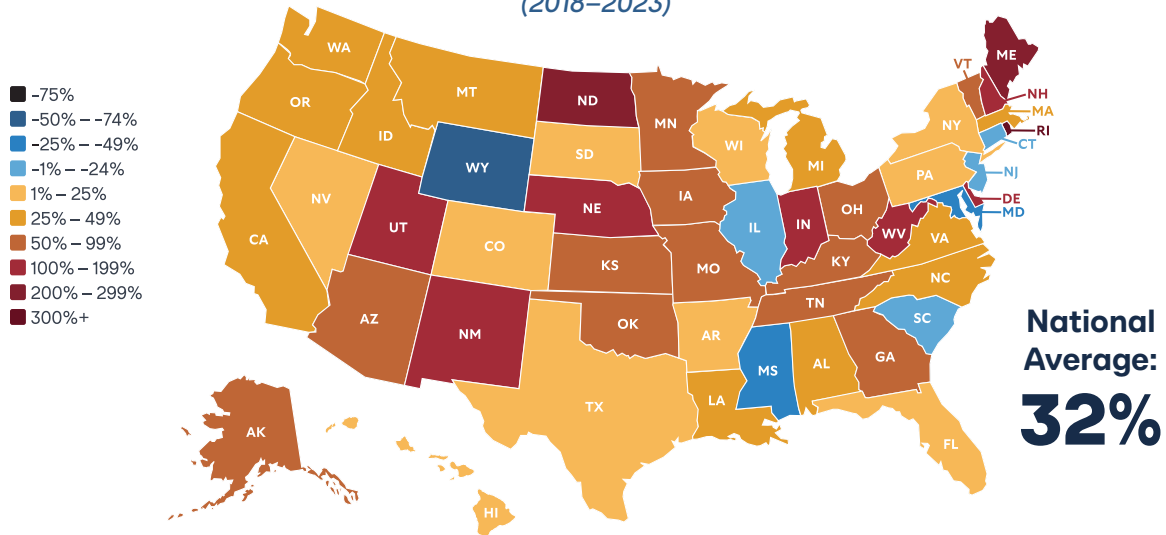 (2018–2023)
-75%
-50% – -74%
-25% – -49%
-1% – -24%
1% – 25%
25% – 49%
50% – 99%
100% – 199%
200% – 299%
300%+
WA
OR
ID
MT
ND
MN
SD
WY
NE
IA
WI
MI
NV
UT
CO
KS
MO
IL
IN
OH
KY
WV
VA
PA
NY
VT
ME
NH
MA
RI
CT
NJ
DE
MD
CA
AZ
NM
OK
AR
TN
NC
SC
GA
AL
MS
LA
TX
FL
AK
HI
National
Average:
32%